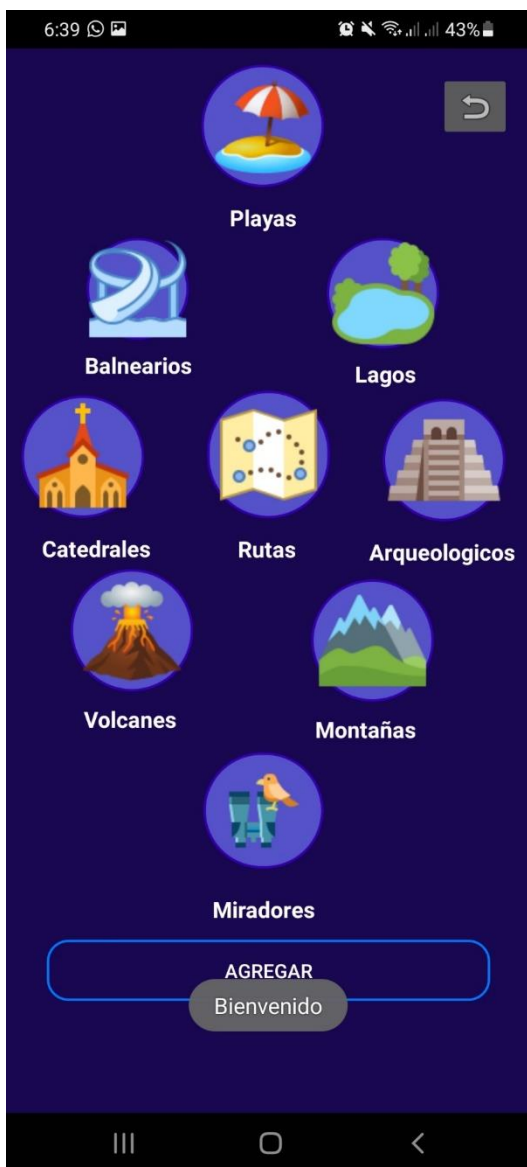 6:39
43%
Playas
Balnearios
Lagos
Catedrales
Rutas
Arqueologicos
Volcanes
Montañas
Miradores
AGREGAR
Bienvenido